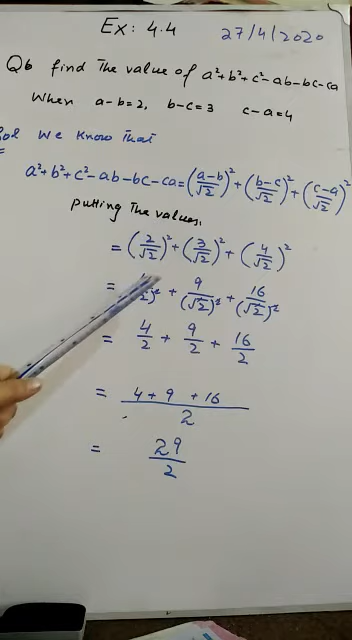 Ex: 4.4 27/4/2020
Q6 find The value of a²+b²+c²-ab-bc-ca
When a-b=2, b-c=3 c-a=4
Sol We Know That
a²+b²+c²-ab-bc-ca=(a-b/√2)²+(b-c/√2)²+(c-a/√2)²
putting The values,
=(2/√2)²+(3/√2)²+(4/√2)²
= 2)² + 9/(√2)² + 16/(√2)²
= 4/2 + 9/2 + 16/2
= 4+9+16/2
= 29/2